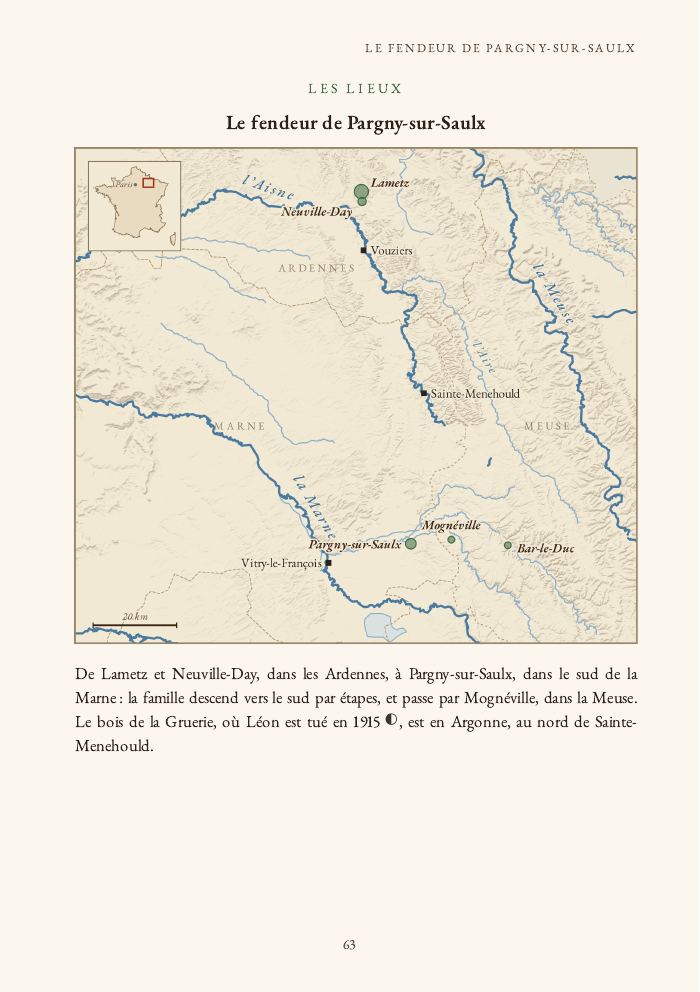 LE FENDEUR DE PARGNY-SUR-SAULX
LES LIEUX
Le fendeur de Pargny-sur-Saulx
Paris
l'Aisne
Lametz
Neuville-Day
Vouziers
ARDENNES
la Meuse
l'Aire
Sainte-Menehould
MARNE
MEUSE
la Marne
Mognéville
Pargny-sur-Saulx
Bar-le-Duc
Vitry-le-François
20 km
De Lametz et Neuville-Day, dans les Ardennes, à Pargny-sur-Saulx, dans le sud de la
Marne : la famille descend vers le sud par étapes, et passe par Mognéville, dans la Meuse.
Le bois de la Gruerie, où Léon est tué en 1915 ◐, est en Argonne, au nord de Sainte-
Menehould.
63